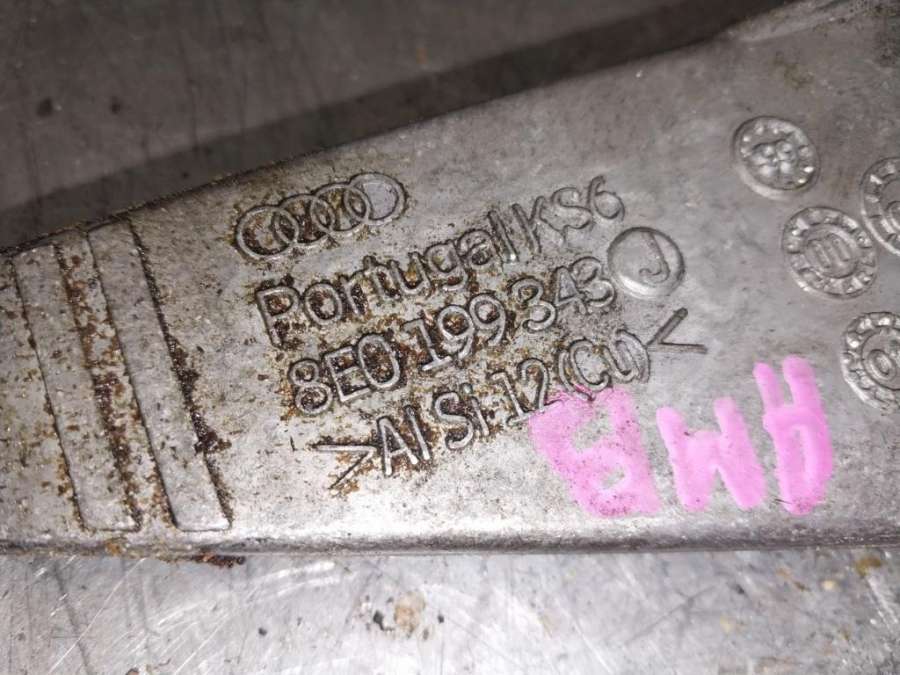 Portugal/KS6
8E0 199 343 J
>Al Si 12 (Cu)<
AMB